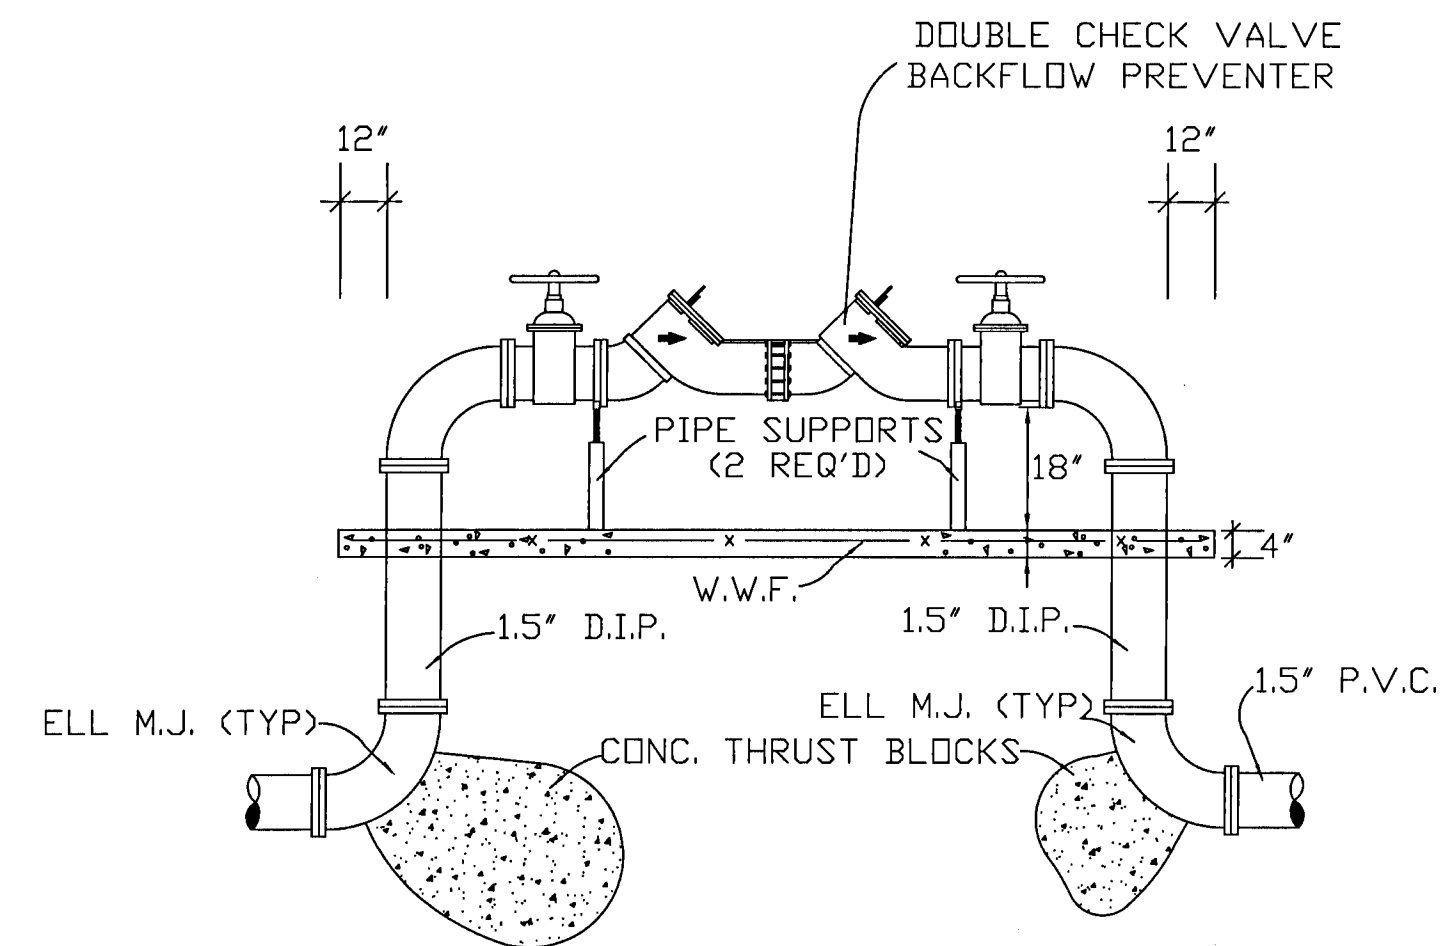 DOUBLE CHECK VALVE
BACKFLOW PREVENTER
12"
12"
PIPE SUPPORTS
(2 REQ'D)
18"
4"
W.W.F.
1.5" D.I.P.
1.5" D.I.P.
1.5" P.V.C.
ELL M.J. (TYP)
ELL M.J. (TYP)
CONC. THRUST BLOCKS